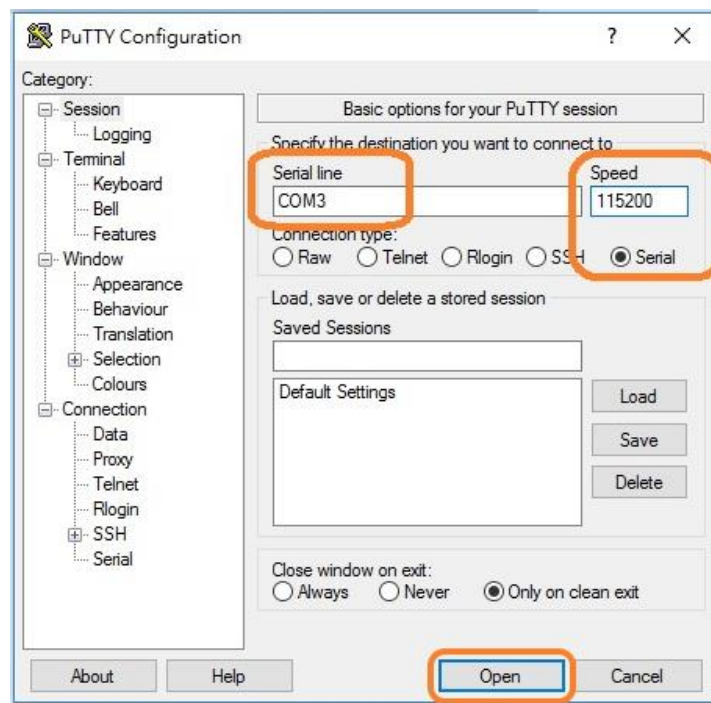 PuTTY Configuration
?
Category:
Session
Logging
Terminal
Keyboard
Bell
Features
Window
Appearance
Behaviour
Translation
Selection
Colours
Connection
Data
Proxy
Telnet
Rlogin
SSH
Serial
Basic options for your PuTTY session
Specify the destination you want to connect to
Serial line Speed
COM3 115200
Connection type:
Raw Telnet Rlogin SSH Serial
Load, save or delete a stored session
Saved Sessions
Default Settings
Load
Save
Delete
Close window on exit:
Always Never Only on clean exit
About Help Open Cancel